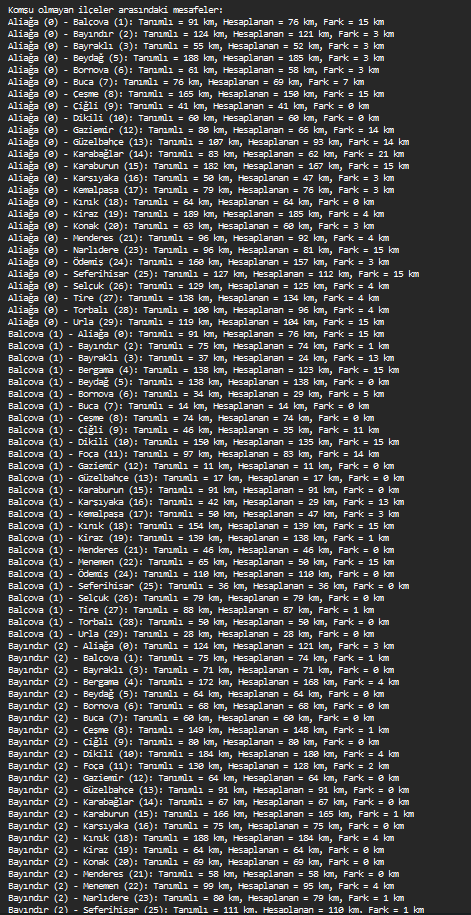 Komşu olmayan ilçeler arasındaki mesafeler:
Aliağa (0) - Balçova (1): Tanımlı = 91 km, Hesaplanan = 76 km, Fark = 15 km
Aliağa (0) - Bayındır (2): Tanımlı = 124 km, Hesaplanan = 121 km, Fark = 3 km
Aliağa (0) - Bayraklı (3): Tanımlı = 55 km, Hesaplanan = 52 km, Fark = 3 km
Aliağa (0) - Beydağ (5): Tanımlı = 188 km, Hesaplanan = 185 km, Fark = 3 km
Aliağa (0) - Bornova (6): Tanımlı = 61 km, Hesaplanan = 58 km, Fark = 3 km
Aliağa (0) - Buca (7): Tanımlı = 76 km, Hesaplanan = 69 km, Fark = 7 km
Aliağa (0) - Çeşme (8): Tanımlı = 165 km, Hesaplanan = 150 km, Fark = 15 km
Aliağa (0) - Çiğli (9): Tanımlı = 41 km, Hesaplanan = 41 km, Fark = 0 km
Aliağa (0) - Dikili (10): Tanımlı = 60 km, Hesaplanan = 60 km, Fark = 0 km
Aliağa (0) - Gaziemir (12): Tanımlı = 80 km, Hesaplanan = 66 km, Fark = 14 km
Aliağa (0) - Güzelbahçe (13): Tanımlı = 107 km, Hesaplanan = 93 km, Fark = 14 km
Aliağa (0) - Karabağlar (14): Tanımlı = 83 km, Hesaplanan = 62 km, Fark = 21 km
Aliağa (0) - Karaburun (15): Tanımlı = 182 km, Hesaplanan = 167 km, Fark = 15 km
Aliağa (0) - Karşıyaka (16): Tanımlı = 50 km, Hesaplanan = 47 km, Fark = 3 km
Aliağa (0) - Kemalpaşa (17): Tanımlı = 79 km, Hesaplanan = 76 km, Fark = 3 km
Aliağa (0) - Kınık (18): Tanımlı = 64 km, Hesaplanan = 64 km, Fark = 0 km
Aliağa (0) - Kiraz (19): Tanımlı = 189 km, Hesaplanan = 185 km, Fark = 4 km
Aliağa (0) - Konak (20): Tanımlı = 63 km, Hesaplanan = 60 km, Fark = 3 km
Aliağa (0) - Menderes (21): Tanımlı = 96 km, Hesaplanan = 92 km, Fark = 4 km
Aliağa (0) - Narlıdere (23): Tanımlı = 96 km, Hesaplanan = 81 km, Fark = 15 km
Aliağa (0) - Ödemiş (24): Tanımlı = 160 km, Hesaplanan = 157 km, Fark = 3 km
Aliağa (0) - Seferihisar (25): Tanımlı = 127 km, Hesaplanan = 112 km, Fark = 15 km
Aliağa (0) - Selçuk (26): Tanımlı = 129 km, Hesaplanan = 125 km, Fark = 4 km
Aliağa (0) - Tire (27): Tanımlı = 138 km, Hesaplanan = 134 km, Fark = 4 km
Aliağa (0) - Torbalı (28): Tanımlı = 100 km, Hesaplanan = 96 km, Fark = 4 km
Aliağa (0) - Urla (29): Tanımlı = 119 km, Hesaplanan = 104 km, Fark = 15 km
Balçova (1) - Aliağa (0): Tanımlı = 91 km, Hesaplanan = 76 km, Fark = 15 km
Balçova (1) - Bayındır (2): Tanımlı = 75 km, Hesaplanan = 74 km, Fark = 1 km
Balçova (1) - Bayraklı (3): Tanımlı = 37 km, Hesaplanan = 24 km, Fark = 13 km
Balçova (1) - Bergama (4): Tanımlı = 138 km, Hesaplanan = 123 km, Fark = 15 km
Balçova (1) - Beydağ (5): Tanımlı = 138 km, Hesaplanan = 138 km, Fark = 0 km
Balçova (1) - Bornova (6): Tanımlı = 34 km, Hesaplanan = 29 km, Fark = 5 km
Balçova (1) - Buca (7): Tanımlı = 14 km, Hesaplanan = 14 km, Fark = 0 km
Balçova (1) - Çeşme (8): Tanımlı = 74 km, Hesaplanan = 74 km, Fark = 0 km
Balçova (1) - Çiğli (9): Tanımlı = 46 km, Hesaplanan = 35 km, Fark = 11 km
Balçova (1) - Dikili (10): Tanımlı = 150 km, Hesaplanan = 135 km, Fark = 15 km
Balçova (1) - Foça (11): Tanımlı = 97 km, Hesaplanan = 83 km, Fark = 14 km
Balçova (1) - Gaziemir (12): Tanımlı = 11 km, Hesaplanan = 11 km, Fark = 0 km
Balçova (1) - Güzelbahçe (13): Tanımlı = 17 km, Hesaplanan = 17 km, Fark = 0 km
Balçova (1) - Karaburun (15): Tanımlı = 91 km, Hesaplanan = 91 km, Fark = 0 km
Balçova (1) - Karşıyaka (16): Tanımlı = 42 km, Hesaplanan = 29 km, Fark = 13 km
Balçova (1) - Kemalpaşa (17): Tanımlı = 50 km, Hesaplanan = 47 km, Fark = 3 km
Balçova (1) - Kınık (18): Tanımlı = 154 km, Hesaplanan = 139 km, Fark = 15 km
Balçova (1) - Kiraz (19): Tanımlı = 139 km, Hesaplanan = 138 km, Fark = 1 km
Balçova (1) - Menderes (21): Tanımlı = 46 km, Hesaplanan = 46 km, Fark = 0 km
Balçova (1) - Menemen (22): Tanımlı = 65 km, Hesaplanan = 50 km, Fark = 15 km
Balçova (1) - Ödemiş (24): Tanımlı = 110 km, Hesaplanan = 110 km, Fark = 0 km
Balçova (1) - Seferihisar (25): Tanımlı = 36 km, Hesaplanan = 36 km, Fark = 0 km
Balçova (1) - Selçuk (26): Tanımlı = 79 km, Hesaplanan = 79 km, Fark = 0 km
Balçova (1) - Tire (27): Tanımlı = 88 km, Hesaplanan = 87 km, Fark = 1 km
Balçova (1) - Torbalı (28): Tanımlı = 50 km, Hesaplanan = 50 km, Fark = 0 km
Balçova (1) - Urla (29): Tanımlı = 28 km, Hesaplanan = 28 km, Fark = 0 km
Bayındır (2) - Aliağa (0): Tanımlı = 124 km, Hesaplanan = 121 km, Fark = 3 km
Bayındır (2) - Balçova (1): Tanımlı = 75 km, Hesaplanan = 74 km, Fark = 1 km
Bayındır (2) - Bayraklı (3): Tanımlı = 71 km, Hesaplanan = 71 km, Fark = 0 km
Bayındır (2) - Bergama (4): Tanımlı = 172 km, Hesaplanan = 168 km, Fark = 4 km
Bayındır (2) - Beydağ (5): Tanımlı = 64 km, Hesaplanan = 64 km, Fark = 0 km
Bayındır (2) - Bornova (6): Tanımlı = 68 km, Hesaplanan = 68 km, Fark = 0 km
Bayındır (2) - Buca (7): Tanımlı = 60 km, Hesaplanan = 60 km, Fark = 0 km
Bayındır (2) - Çeşme (8): Tanımlı = 149 km, Hesaplanan = 148 km, Fark = 1 km
Bayındır (2) - Çiğli (9): Tanımlı = 80 km, Hesaplanan = 80 km, Fark = 0 km
Bayındır (2) - Dikili (10): Tanımlı = 184 km, Hesaplanan = 180 km, Fark = 4 km
Bayındır (2) - Foça (11): Tanımlı = 130 km, Hesaplanan = 128 km, Fark = 2 km
Bayındır (2) - Gaziemir (12): Tanımlı = 64 km, Hesaplanan = 64 km, Fark = 0 km
Bayındır (2) - Güzelbahçe (13): Tanımlı = 91 km, Hesaplanan = 91 km, Fark = 0 km
Bayındır (2) - Karabağlar (14): Tanımlı = 67 km, Hesaplanan = 67 km, Fark = 0 km
Bayındır (2) - Karaburun (15): Tanımlı = 166 km, Hesaplanan = 165 km, Fark = 1 km
Bayındır (2) - Karşıyaka (16): Tanımlı = 75 km, Hesaplanan = 75 km, Fark = 0 km
Bayındır (2) - Kınık (18): Tanımlı = 188 km, Hesaplanan = 184 km, Fark = 4 km
Bayındır (2) - Kiraz (19): Tanımlı = 64 km, Hesaplanan = 64 km, Fark = 0 km
Bayındır (2) - Konak (20): Tanımlı = 69 km, Hesaplanan = 69 km, Fark = 0 km
Bayındır (2) - Menderes (21): Tanımlı = 58 km, Hesaplanan = 58 km, Fark = 0 km
Bayındır (2) - Menemen (22): Tanımlı = 99 km, Hesaplanan = 95 km, Fark = 4 km
Bayındır (2) - Narlıdere (23): Tanımlı = 80 km, Hesaplanan = 79 km, Fark = 1 km
Bayındır (2) - Seferihisar (25): Tanımlı = 111 km, Hesaplanan = 110 km, Fark = 1 km